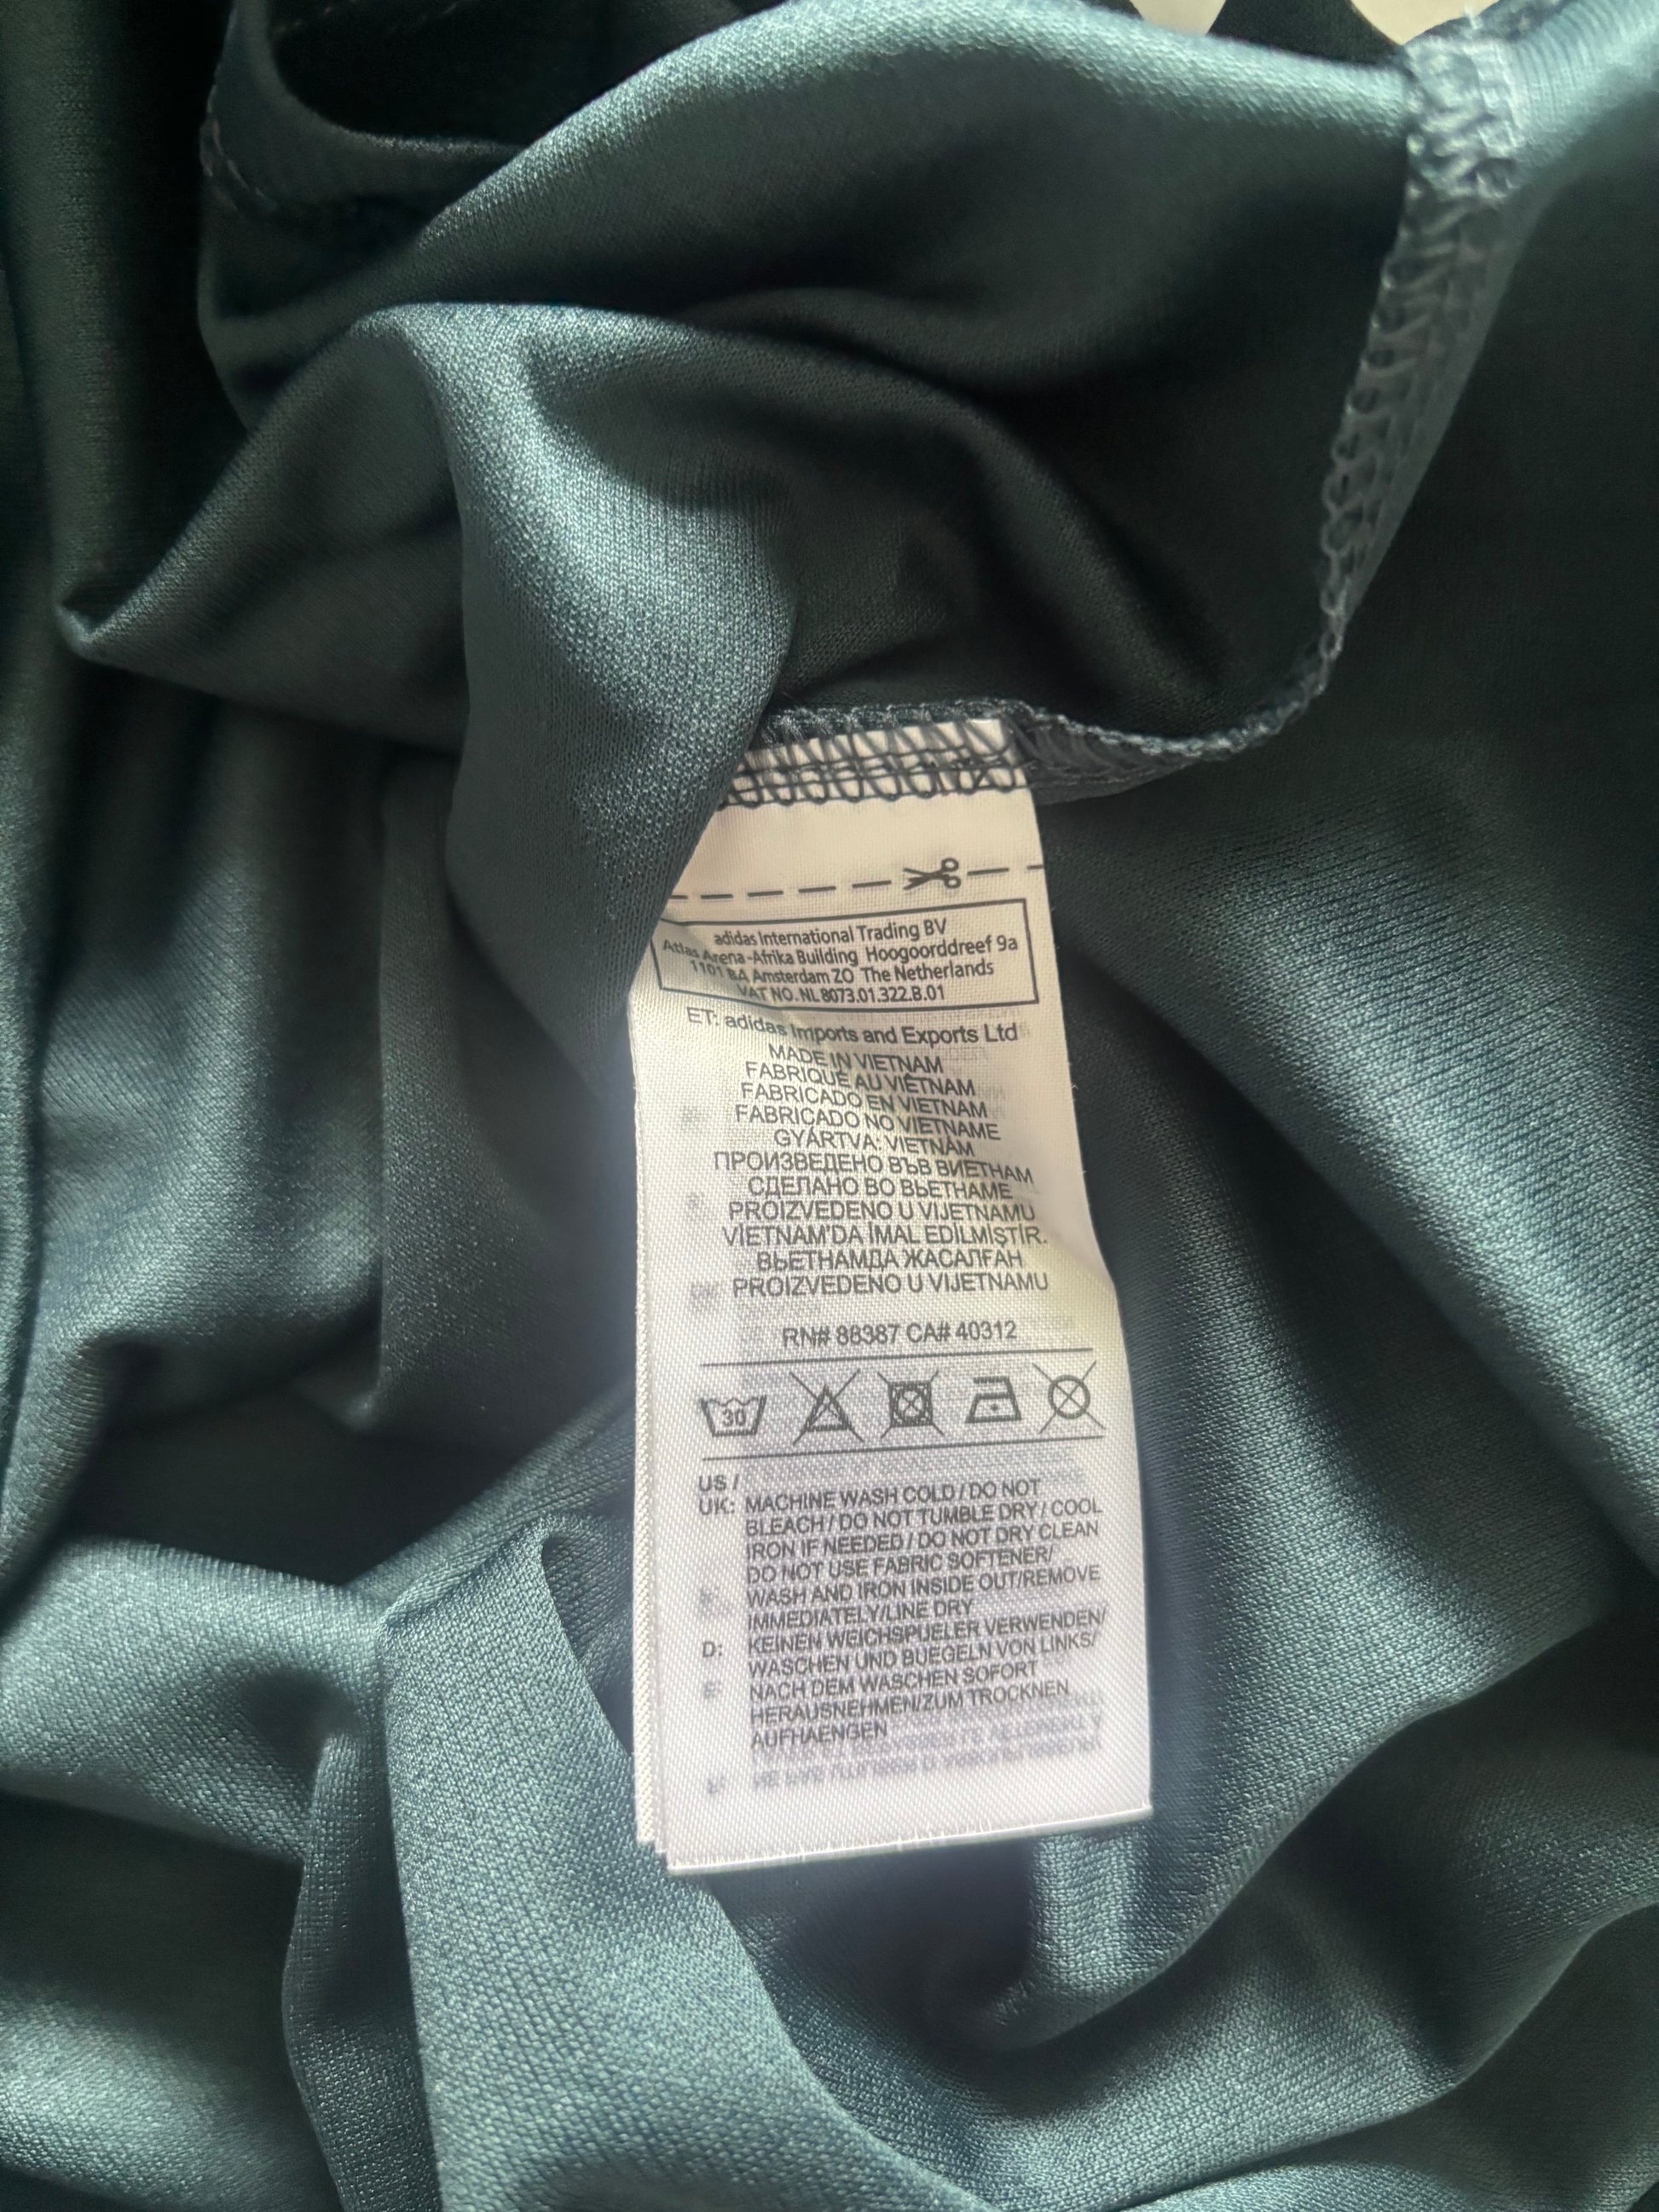 adidas International Trading BV
Atlas Arena-Afrika Building Hoogoorddreef 9a
1101 BA Amsterdam ZO The Netherlands
VAT NO. NL 8073.01.322.B.01
ET: adidas Imports and Exports Ltd
MADE IN VIETNAM
FABRIQUÉ AU VIÊTNAM
FABRICADO EN VIETNAM
FABRICADO NO VIETNAME
GYÁRTVA: VIETNÁM
ПРОИЗВЕДЕНО ВЪВ ВИЕТНАМ
СДЕЛАНО ВО ВЬЕТНАМЕ
PROIZVEDENO U VIJETNAMU
VİETNAM'DA İMAL EDİLMİŞTİR.
ВЬЕТНАМДА ЖАСАЛҒАН
PROIZVEDENO U VIJETNAMU
RN# 88387 CA# 40312
30
US /
UK: MACHINE WASH COLD / DO NOT
BLEACH / DO NOT TUMBLE DRY / COOL
IRON IF NEEDED / DO NOT DRY CLEAN
DO NOT USE FABRIC SOFTENER/
WASH AND IRON INSIDE OUT/REMOVE
IMMEDIATELY/LINE DRY
D: KEINEN WEICHSPUELER VERWENDEN/
WASCHEN UND BUEGELN VON LINKS/
NACH DEM WASCHEN SOFORT
HERAUSNEHMEN/ZUM TROCKNEN
AUFHAENGEN